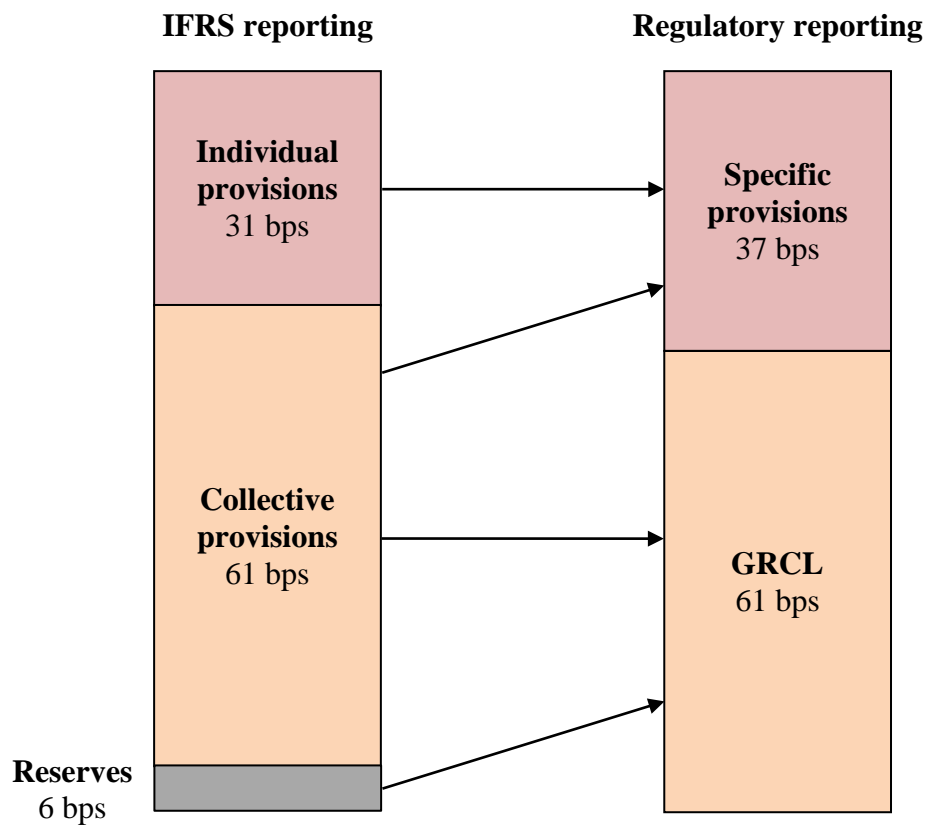 IFRS reporting
Regulatory reporting
Individual
provisions
31 bps
Specific
provisions
37 bps
Collective
provisions
61 bps
GRCL
61 bps
Reserves
6 bps